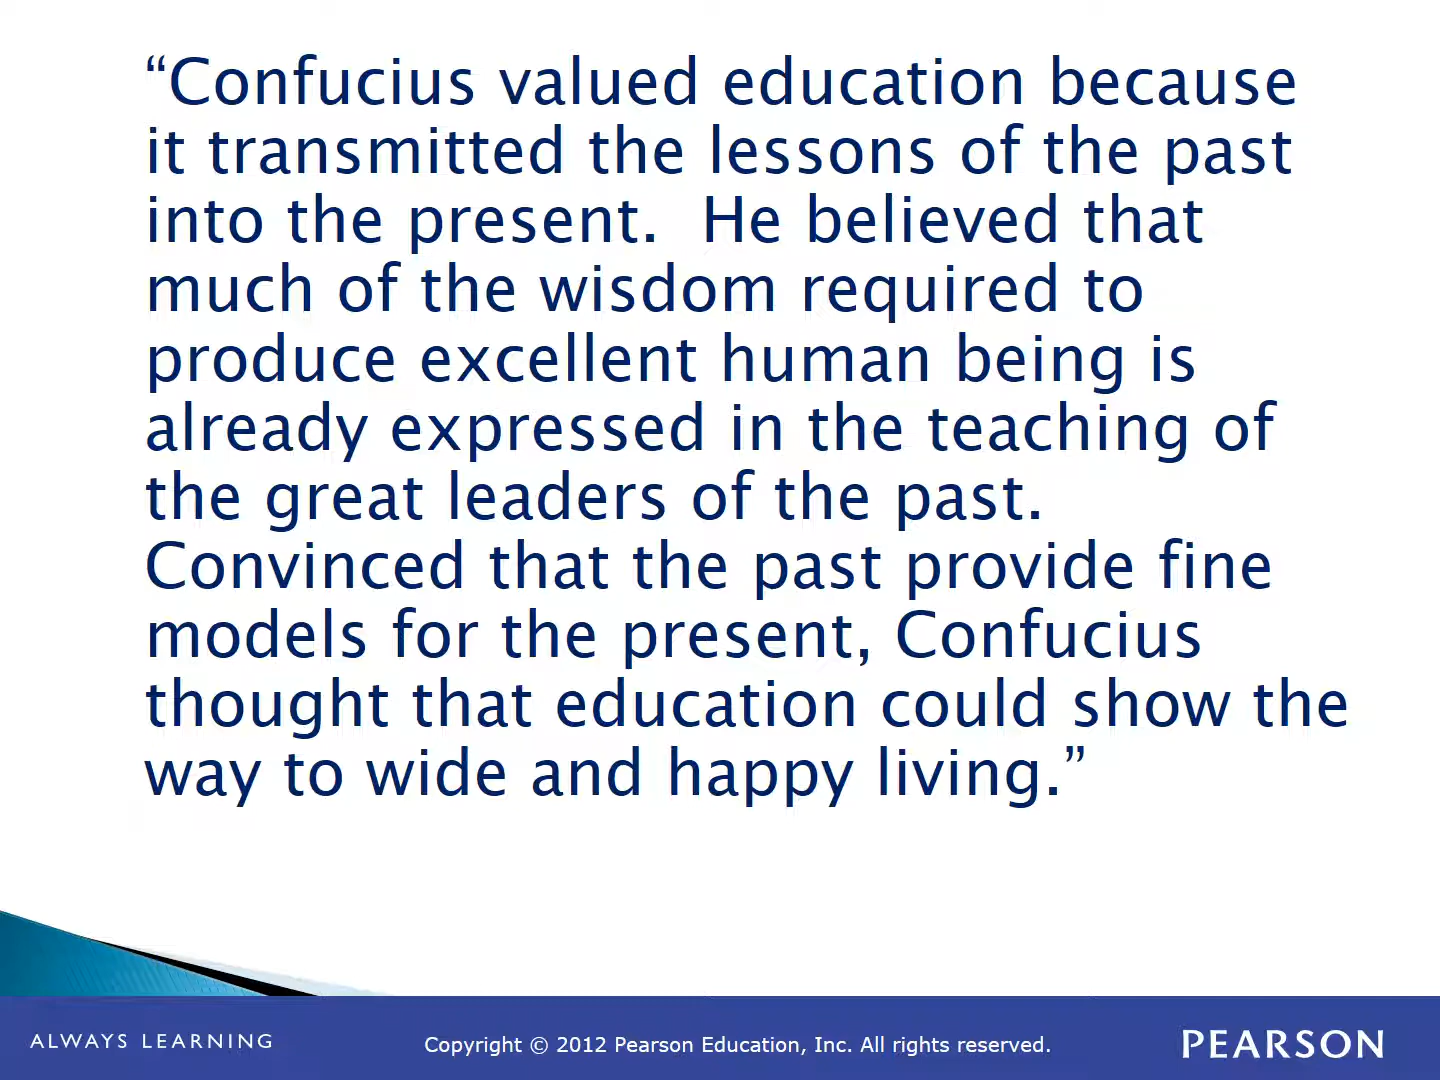 “Confucius valued education because
it transmitted the lessons of the past
into the present.  He believed that
much of the wisdom required to
produce excellent human being is
already expressed in the teaching of
the great leaders of the past.
Convinced that the past provide fine
models for the present, Confucius
thought that education could show the
way to wide and happy living.”
ALWAYS LEARNING
Copyright © 2012 Pearson Education, Inc. All rights reserved.
PEARSON